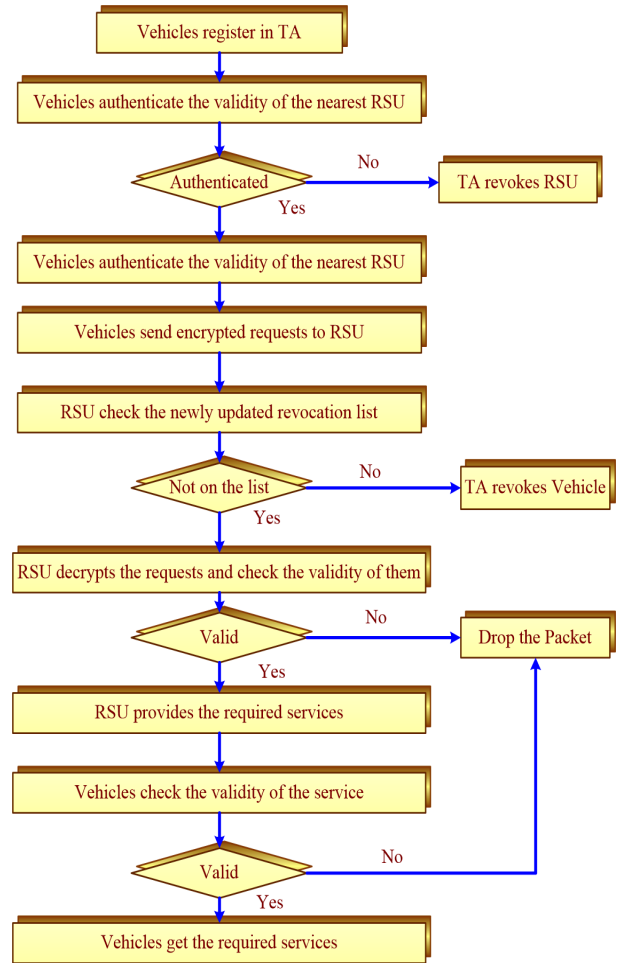 Vehicles register in TA
Vehicles authenticate the validity of the nearest RSU
Authenticated
No
TA revokes RSU
Yes
Vehicles authenticate the validity of the nearest RSU
Vehicles send encrypted requests to RSU
RSU check the newly updated revocation list
Not on the list
No
TA revokes Vehicle
Yes
RSU decrypts the requests and check the validity of them
Valid
No
Drop the Packet
Yes
RSU provides the required services
Vehicles check the validity of the service
Valid
No
Yes
Vehicles get the required services